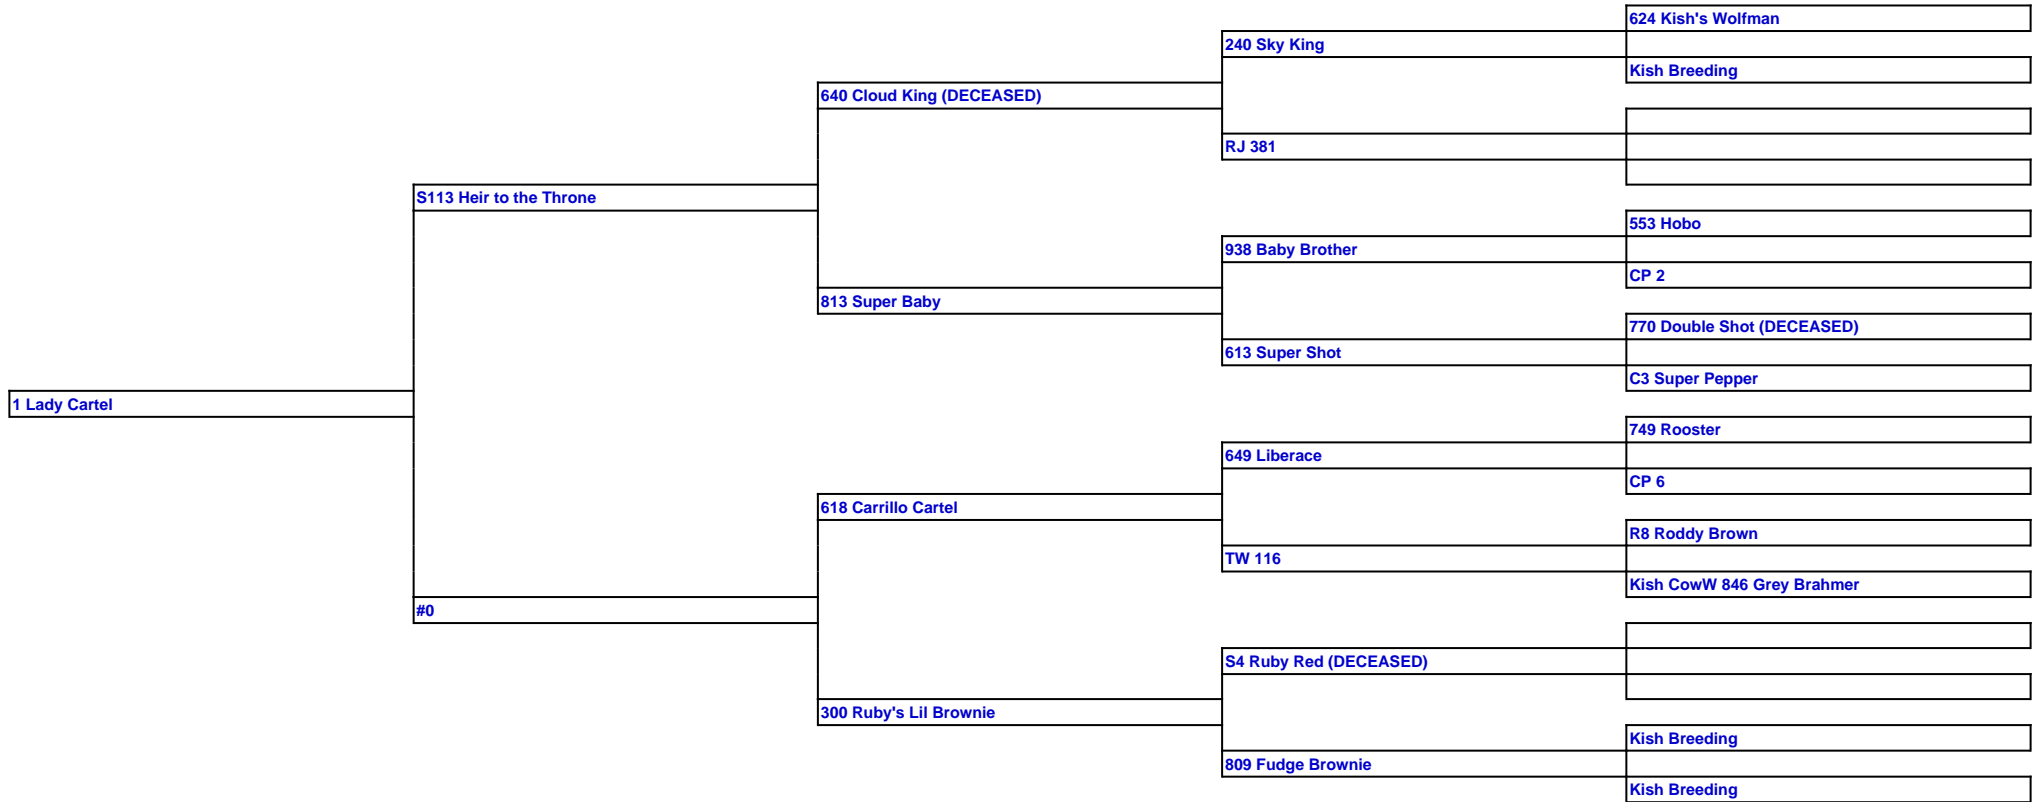 624 Kish's Wolfman
240 Sky King
Kish Breeding
640 Cloud King (DECEASED)
RJ 381
S113 Heir to the Throne
553 Hobo
938 Baby Brother
CP 2
813 Super Baby
770 Double Shot (DECEASED)
613 Super Shot
C3 Super Pepper
1 Lady Cartel
749 Rooster
649 Liberace
CP 6
618 Carrillo Cartel
R8 Roddy Brown
TW 116
Kish CowW 846 Grey Brahmer
#0
S4 Ruby Red (DECEASED)
300 Ruby's Lil Brownie
Kish Breeding
809 Fudge Brownie
Kish Breeding